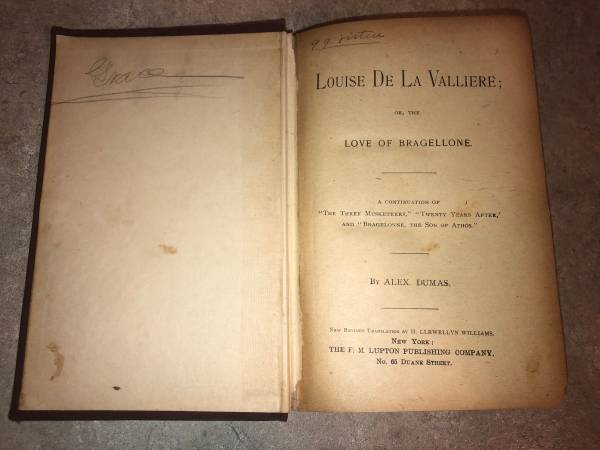 Grace
LOUISE DE LA VALLIERE;
OR, THE
LOVE OF BRAGELLONE.
A CONTINUATION OF
"THE THREE MUSKETEERS," "TWENTY YEARS AFTER,"
AND "BRAGELONNE, THE SON OF ATHOS."
BY ALEX. DUMAS.
NEW REVISED TRANSLATION BY H. LLEWELLYN WILLIAMS.
NEW YORK:
THE F. M. LUPTON PUBLISHING COMPANY,
No. 65 DUANE STREET.